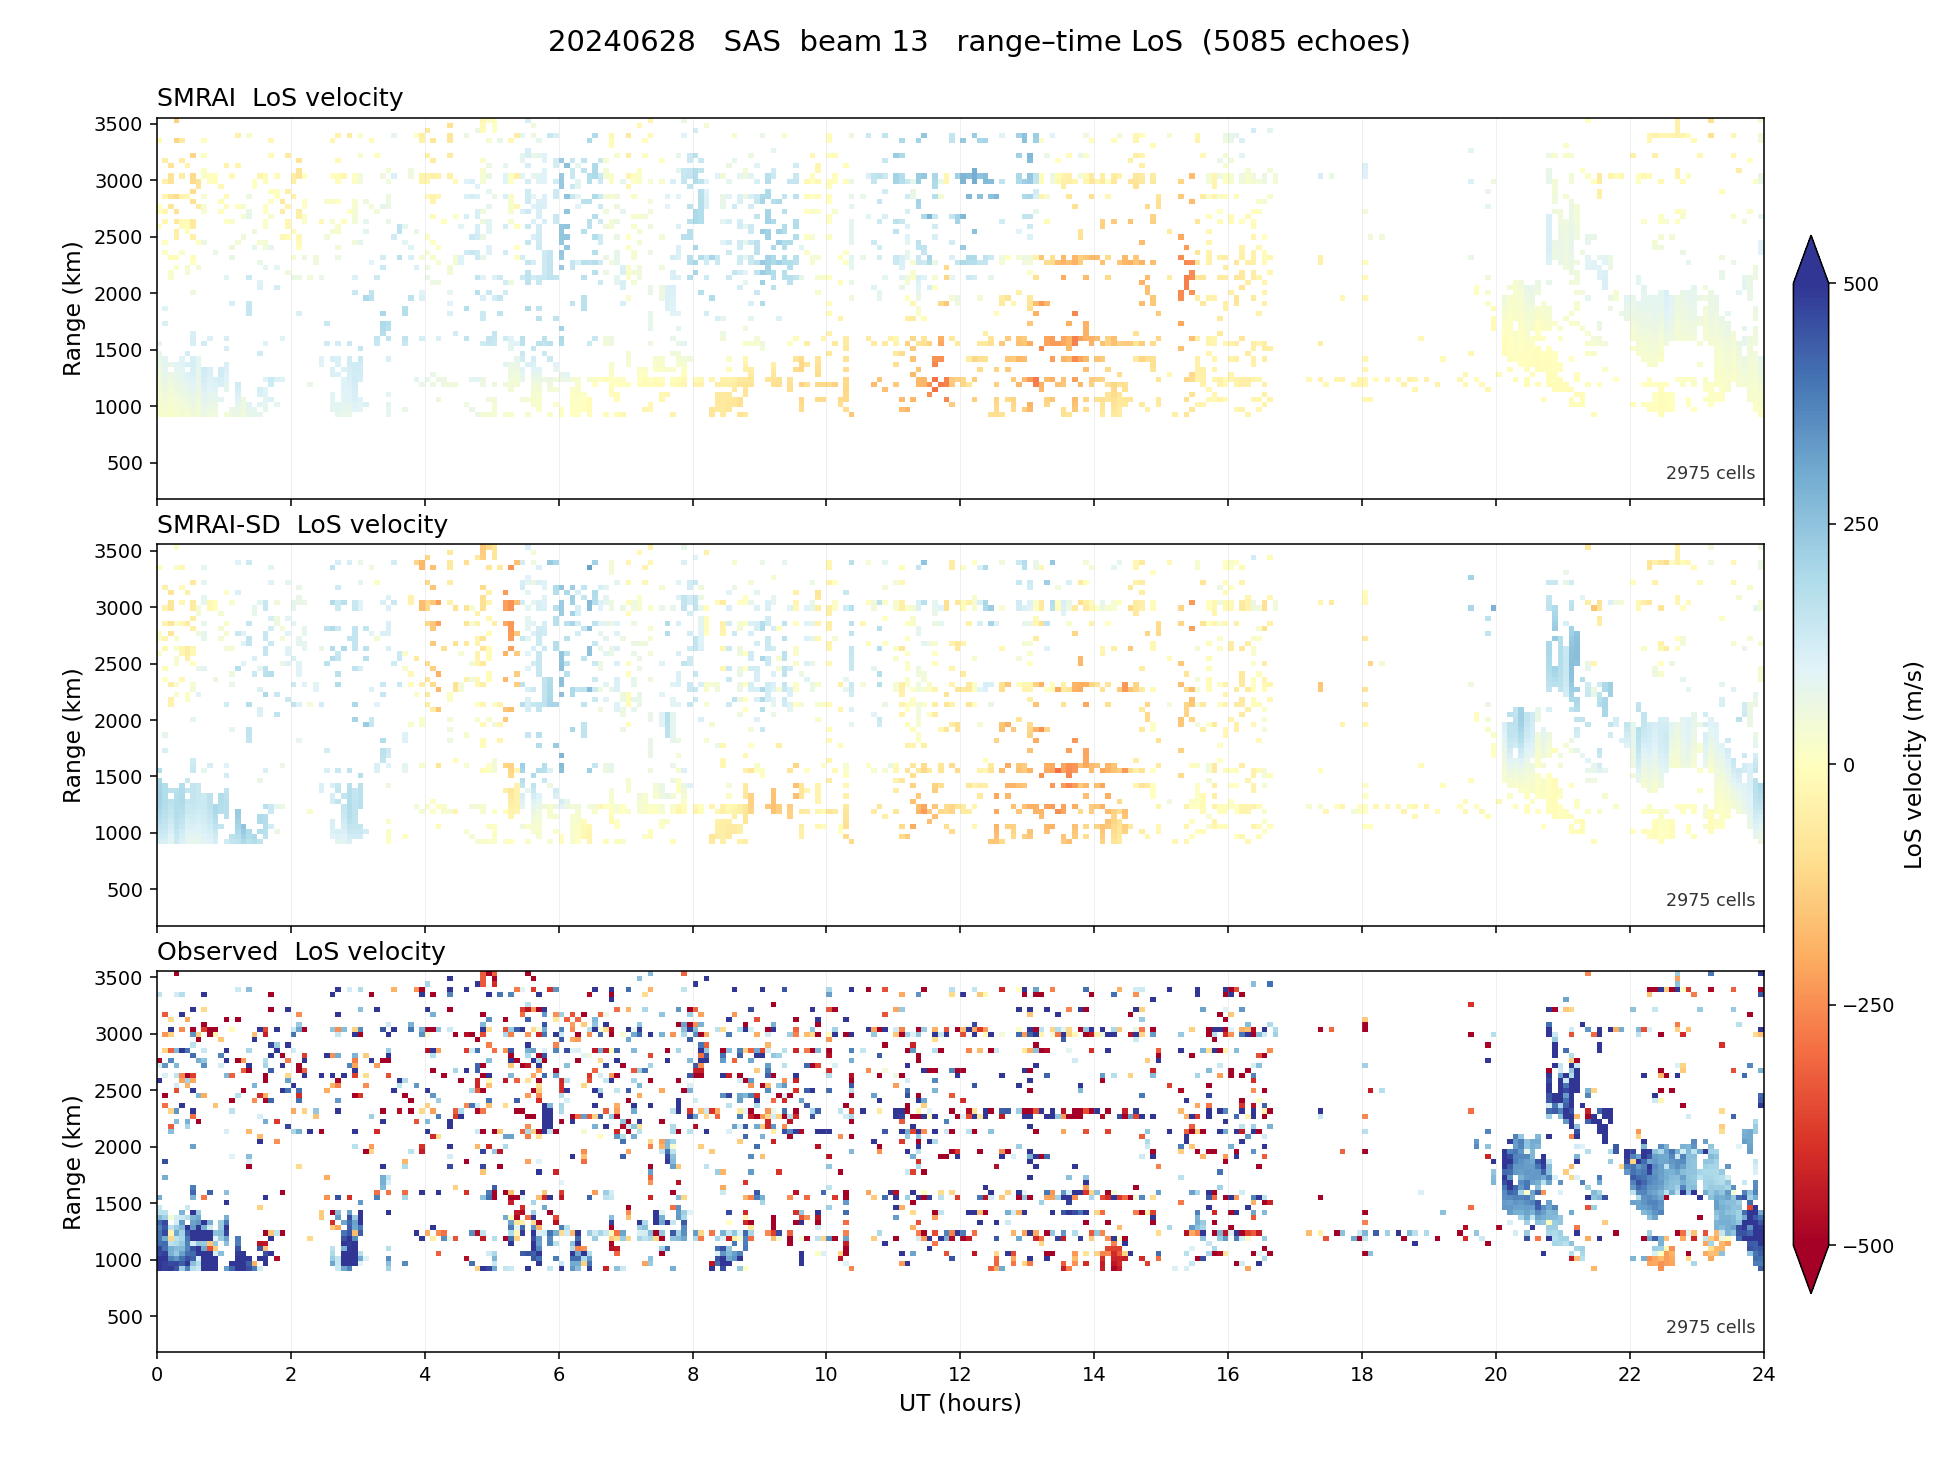 20240628   SAS  beam 13   range–time LoS  (5085 echoes)
SMRAI  LoS velocity
3500
3000
2500
2000
1500
1000
500
Range (km)
2975 cells
SMRAI-SD  LoS velocity
3500
3000
2500
2000
1500
1000
500
Range (km)
2975 cells
Observed  LoS velocity
3500
3000
2500
2000
1500
1000
500
Range (km)
2975 cells
0 2 4 6 8 10 12 14 16 18 20 22 24
UT (hours)
500
250
0
−250
−500
LoS velocity (m/s)